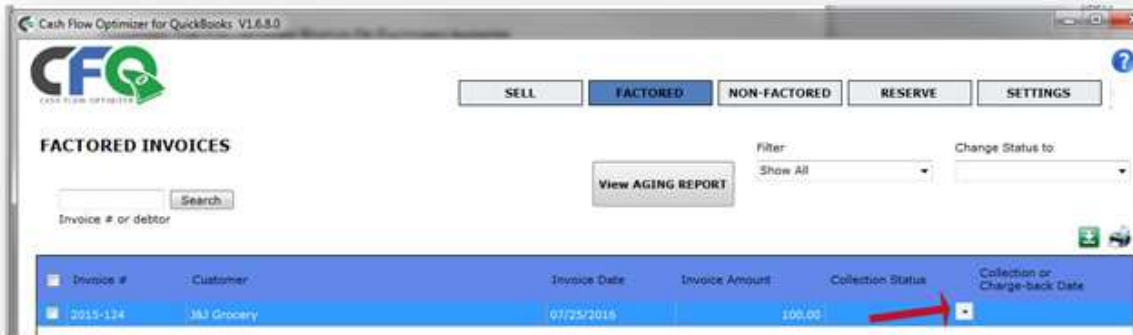 Cash Flow Optimizer for QuickBooks V1.6.8.0
CFO
CASH FLOW OPTIMIZER
SELL
FACTORED
NON-FACTORED
RESERVE
SETTINGS
?
FACTORED INVOICES
View AGING REPORT
Filter
Show All
Change Status to
Search
Invoice # or debtor
Invoice #
Customer
Invoice Date
Invoice Amount
Collection Status
Collection or
Charge-back Date
2015-124
J&J Grocery
07/25/2016
100.00